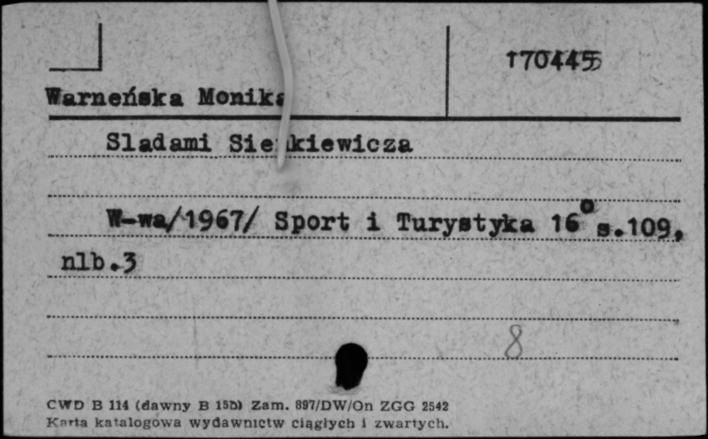 170445
Warneńska Monika
Sladami Sienkiewicza
W-wa/1967/ Sport i Turystyka 16° s.109,
nlb.3
8
CWD B 114 (dawny B 15b) Zam. 897/DW/On ZGG 2542
Karta katalogowa wydawnictw ciągłych i zwartych.